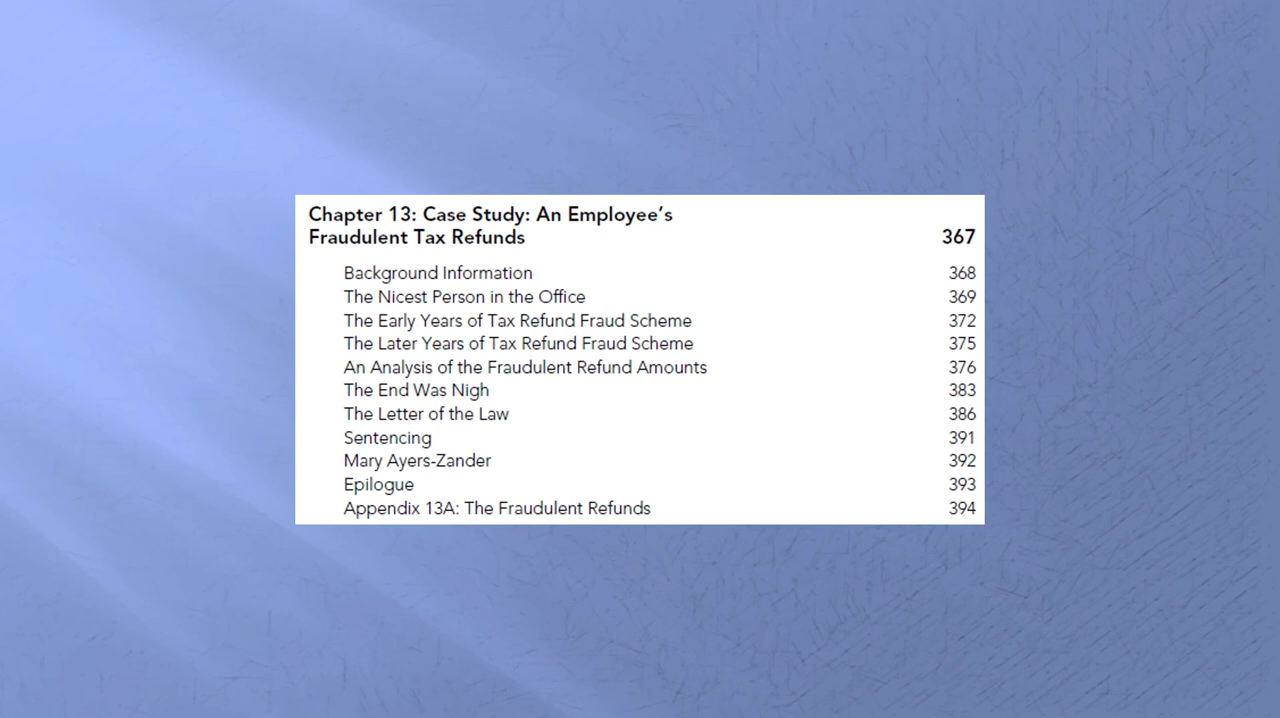 Chapter 13: Case Study: An Employee's
Fraudulent Tax Refunds 367
Background Information 368
The Nicest Person in the Office 369
The Early Years of Tax Refund Fraud Scheme 372
The Later Years of Tax Refund Fraud Scheme 375
An Analysis of the Fraudulent Refund Amounts 376
The End Was Nigh 383
The Letter of the Law 386
Sentencing 391
Mary Ayers-Zander 392
Epilogue 393
Appendix 13A: The Fraudulent Refunds 394